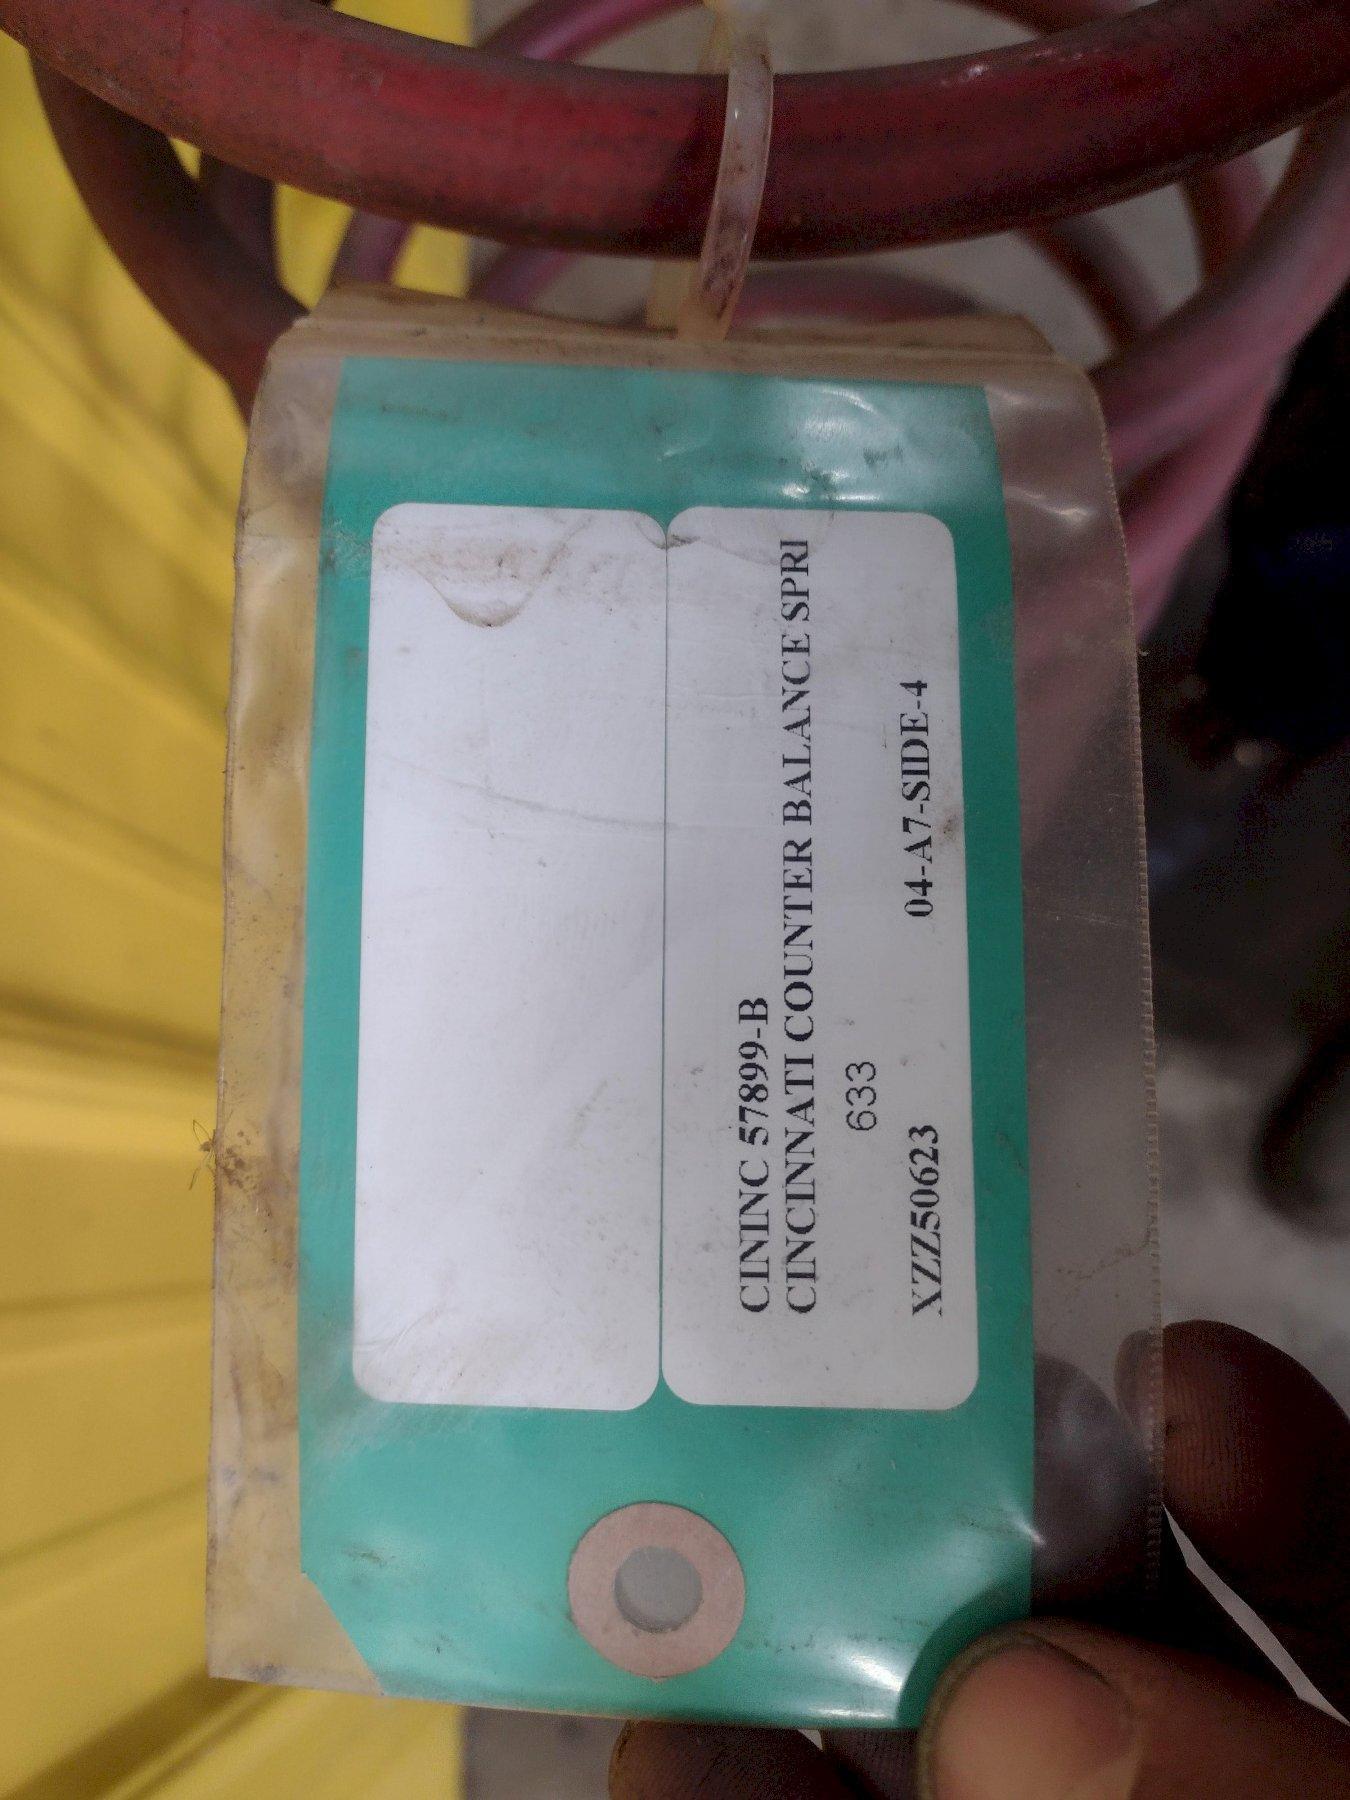 CININC 57899-B
CINCINNATI COUNTER BALANCE SPRI
633
XZZ50623 04-A7-SIDE-4